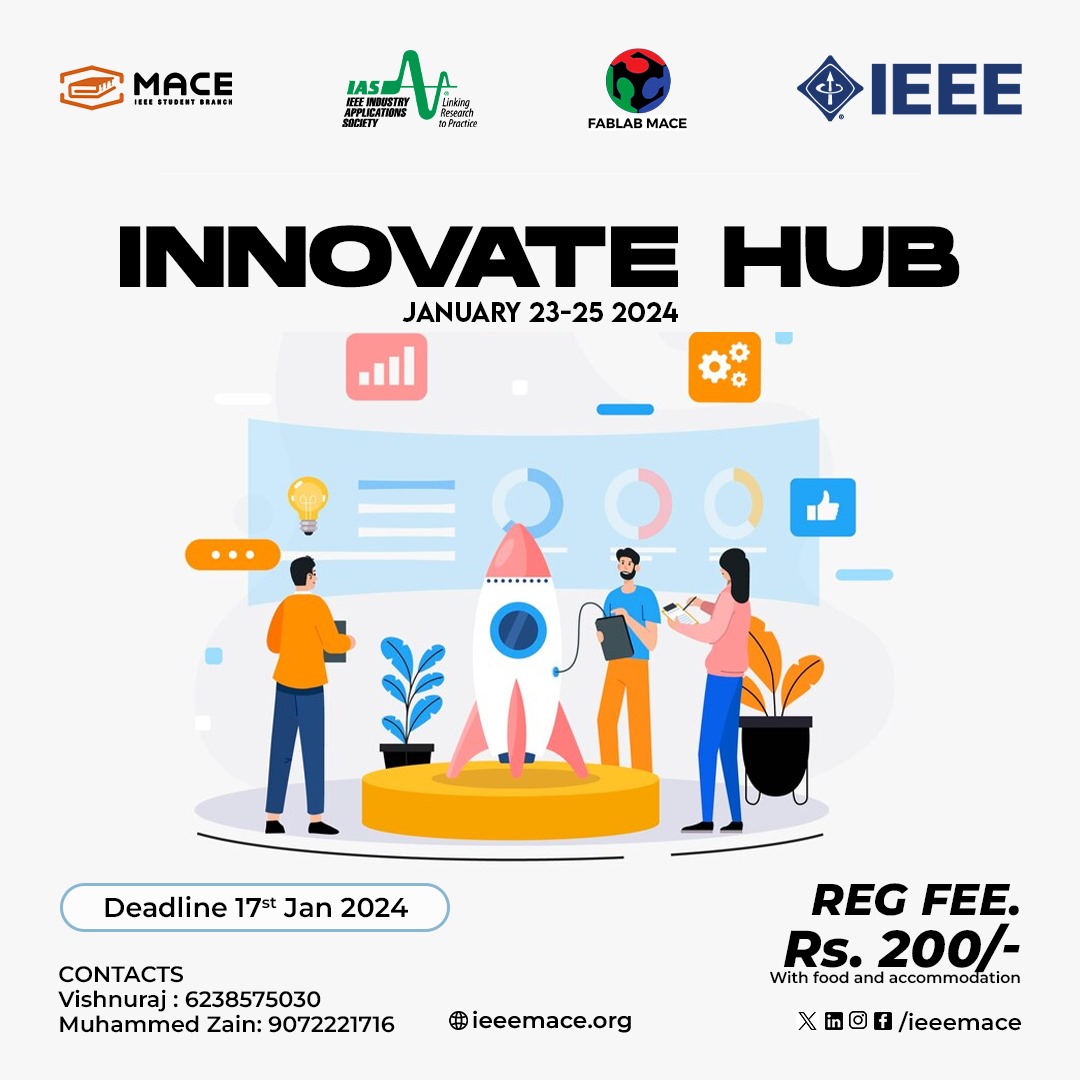 MACE
IEEE STUDENT BRANCH
IAS
IEEE INDUSTRY
APPLICATIONS
SOCIETY
®
Linking
Research
to Practice
FABLAB MACE
IEEE
®
INNOVATE HUB
JANUARY 23-25 2024
Deadline 17st Jan 2024
REG FEE.
Rs. 200/-
With food and accommodation
CONTACTS
Vishnuraj : 6238575030
Muhammed Zain: 9072221716
ieeemace.org
/ieeemace